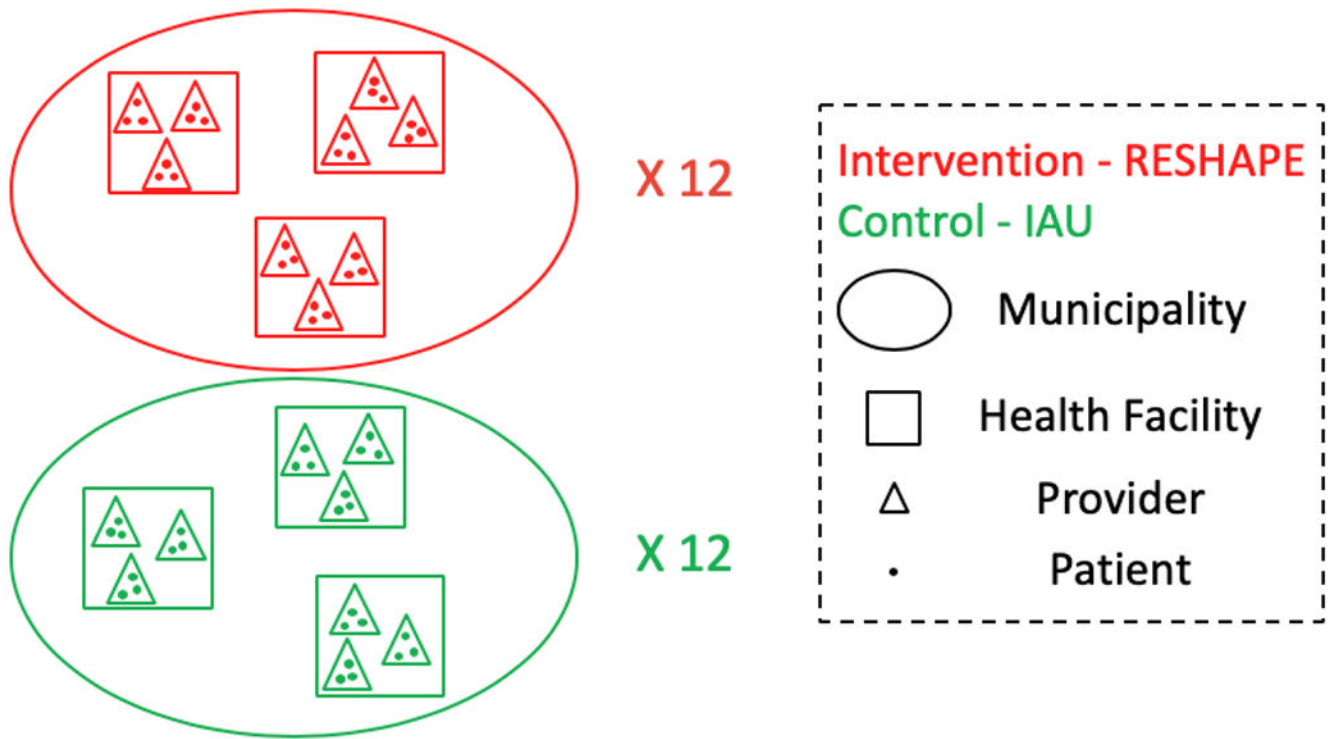 X 12
X 12
Intervention - RESHAPE
Control - IAU
Municipality
Health Facility
Provider
Patient